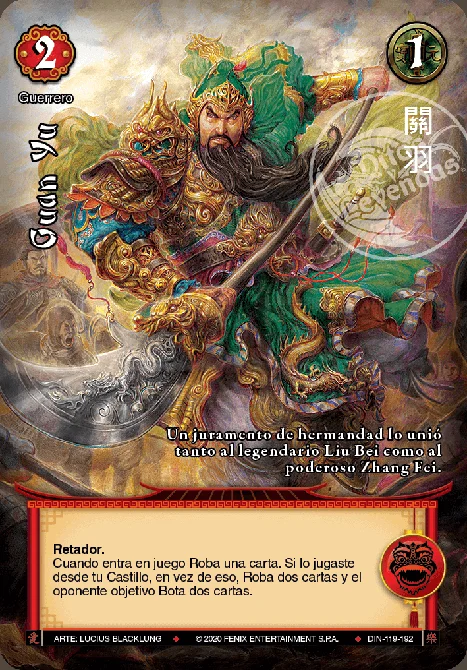 2
1
Guerrero
Guan Yu
關羽
Mitos
Leyendas
Un juramento de hermandad lo unió
tanto al legendario Liu Bei como al
poderoso Zhang Fei.
Retador.
Cuando entra en juego Roba una carta. Si lo jugaste
desde tu Castillo, en vez de eso, Roba dos cartas y el
oponente objetivo Bota dos cartas.
ARTE: LUCIUS BLACKLUNG ◆ © 2020 FENIX ENTERTAINMENT S.P.A. ◆ DIN-119-192